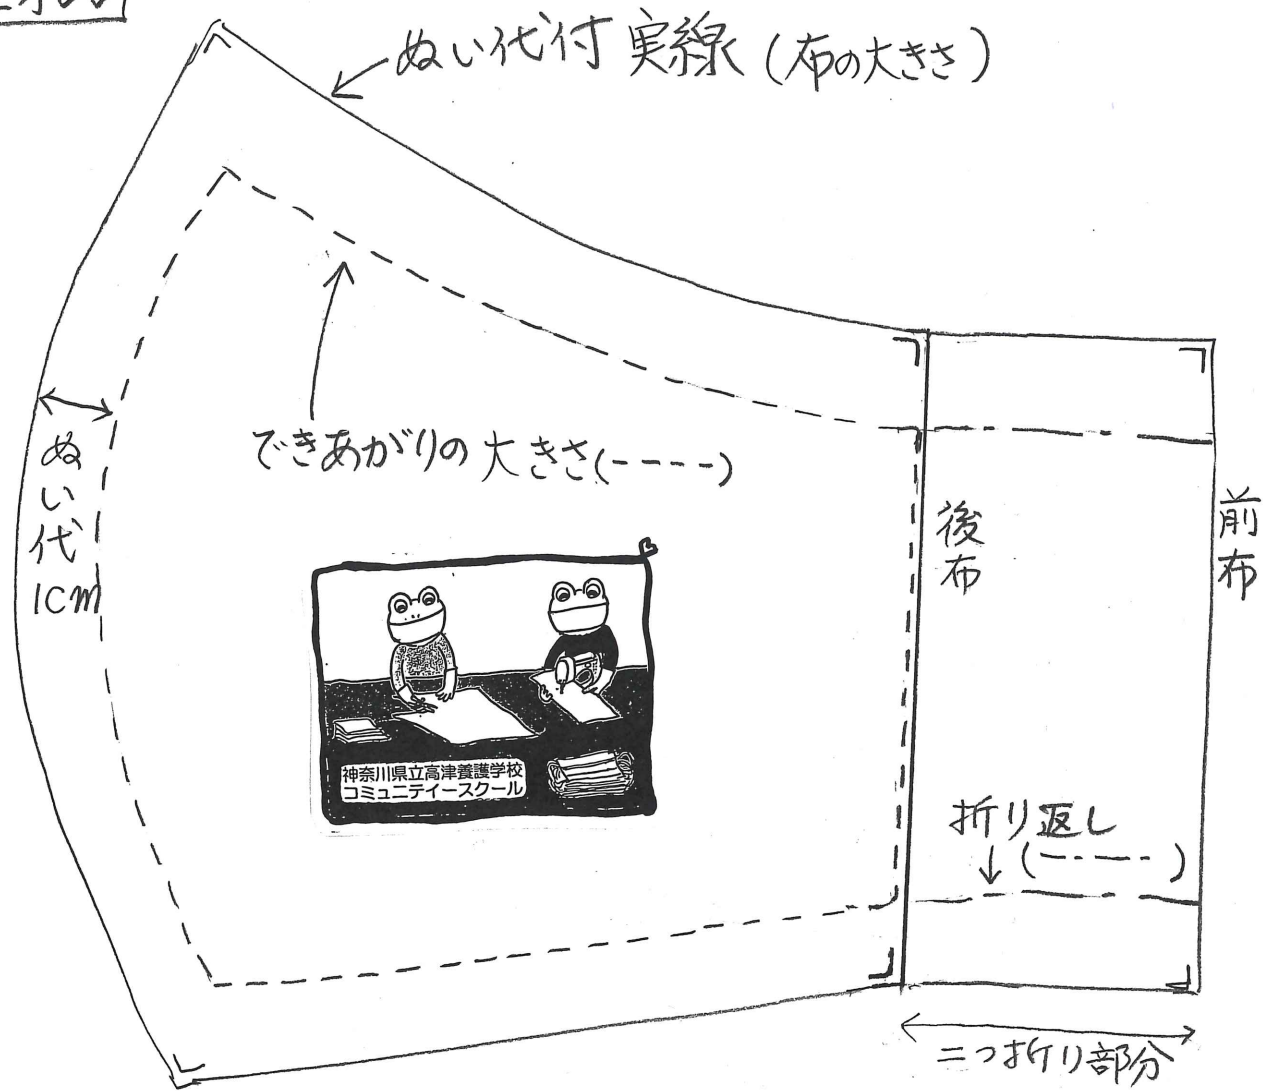 ぬい代付 実線 (布の大きさ)
できあがりの大きさ(----)
ぬい代1cm
後布
前布
神奈川県立高津養護学校
コミュニテイースクール
折り返し
(－·－·－)
二つ折り部分